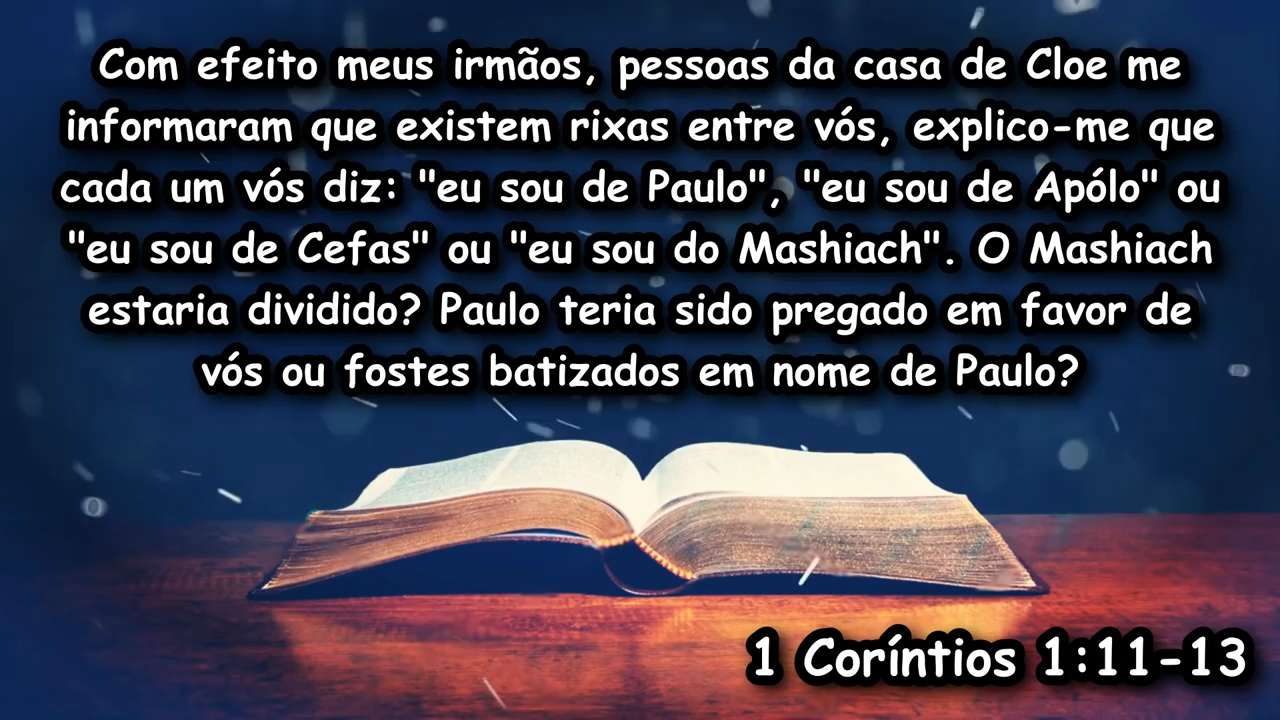 Com efeito meus irmãos, pessoas da casa de Cloe me
informaram que existem rixas entre vós, explico-me que
cada um vós diz: "eu sou de Paulo", "eu sou de Apólo" ou
"eu sou de Cefas" ou "eu sou do Mashiach". O Mashiach
estaria dividido? Paulo teria sido pregado em favor de
vós ou fostes batizados em nome de Paulo?
1 Coríntios 1:11-13